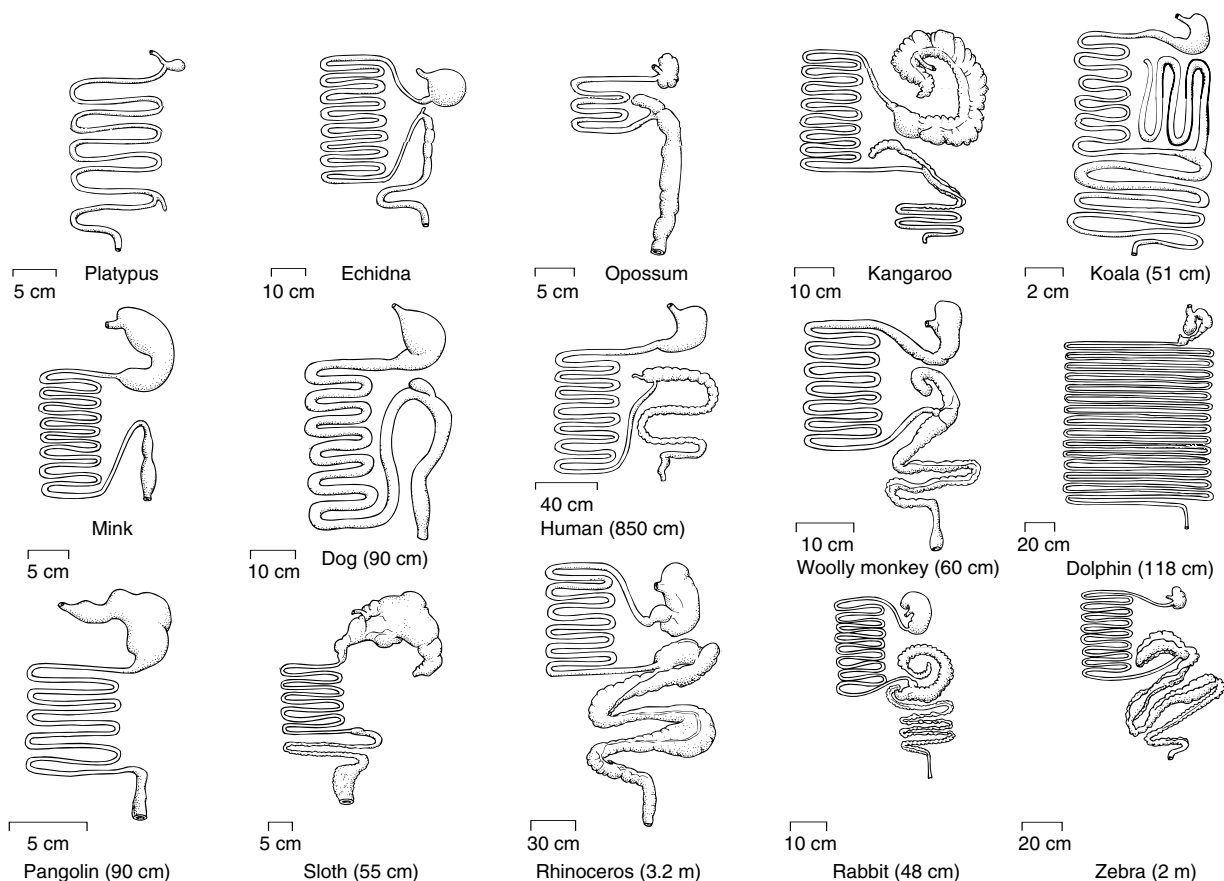 Platypus
5 cm
Echidna
10 cm
Opossum
5 cm
Kangaroo
10 cm
Koala (51 cm)
2 cm
Mink
5 cm
Dog (90 cm)
10 cm
40 cm
Human (850 cm)
10 cm
Woolly monkey (60 cm)
20 cm
Dolphin (118 cm)
5 cm
Pangolin (90 cm)
5 cm
Sloth (55 cm)
30 cm
Rhinoceros (3.2 m)
10 cm
Rabbit (48 cm)
20 cm
Zebra (2 m)